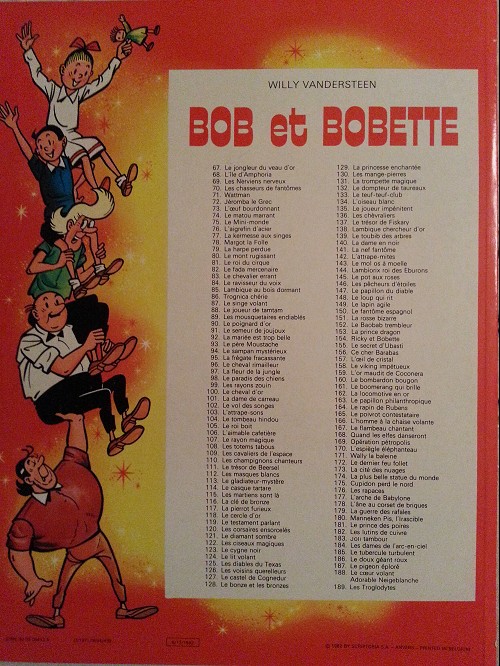 WILLY VANDERSTEEN
BOB et BOBETTE
67. Le jongleur du veau d'or
68. L'île d'Amphoria
69. Les Nerviens nerveux
70. Les chasseurs de fantômes
71. Wattman
72. Jéromba le Grec
73. L'œuf bourdonnant
74. Le matou marrant
75. Le Mini-monde
76. L'aigrefin d'acier
77. La kermesse aux singes
78. Margot la Folle
79. La harpe perdue
80. Le mont rugissant
81. Le roi du cirque
82. Le fada mercenaire
83. Le chevalier errant
84. Le ravisseur du voix
85. Lambique au bois dormant
86. Trognica chérie
87. Le singe volant
88. Le joueur de tamtam
89. Les mousquetaires endiablés
90. Le poignard d'or
91. Le semeur de joujoux
92. La mariée est trop belle
93. Le père Moustache
94. Le sampan mystérieux
95. La frégate fracassante
96. Le cheval rimailleur
97. La fleur de la jungle
98. Le paradis des chiens
99. Les rayons zouin
100. Le cheval d'or
101. La dame de carreau
102. Le vol des songes
103. L'attrape-sons
104. Le tombeau hindou
105. Le roi boit
106. L'aimable cafetière
107. Le rayon magique
108. Les totems tabous
109. Les cavaliers de l'espace
110. Les champignons chanteurs
111. Le trésor de Beersel
112. Les masques blancs
113. Le gladiateur-mystère
114. Le casque tartare
115. Les martiens sont là
116. La clé de bronze
117. Le pierrot furieux
118. Le cercle d'or
119. Le testament parlant
120. Les corsaires ensorcelés
121. Le diamant sombre
122. Les ciseaux magiques
123. Le cygne noir
124. Le lit volant
125. Les diables du Texas
126. Les voisins querelleurs
127. Le castel de Cognedur
128. Le bonze et les bronzes
129. La princesse enchantée
130. Les mange-pierres
131. La trompette magique
132. Le dompteur de taureaux
133. Le teuf-teuf-club
134. L'oiseau blanc
135. Le joueur impénitent
136. Les chèvraliers
137. Le trésor de Fiskary
138. Lambique chercheur d'or
139. Le toubib des arbres
140. La dame en noir
141. La nef fantôme
142. L'attrape-mites
143. Le mol os à moelle
144. Lambiorix roi des Eburons
145. Le pot aux roses
146. Les pêcheurs d'étoiles
147. Le papillon du diable
148. Le loup qui rit
149. Le lapin agile
150. Le fantôme espagnol
151. La rosse bizarre
152. Le Baobab trembleur
153. La prince dragon
154. Ricky et Bobette
155. Le secret d'Ubasti
156. Ce cher Barabas
157. L'œil de cristal
158. Le viking impétueux
159. L'or maudit de Coconera
160. Le bombardon bougon
161. Le boomerang qui brille
162. La locomotive en or
163. Le papillon philanthropique
164. Le rapin de Rubens
165. Le poivrot contestataire
166. L'homme à la chaise volante
167. Le flambeau chantant
168. Quand les elfes danseront
169. Opération pétropolis
170. L'espiègle éléphanteau
171. Wally la baleine
172. Le dernier feu follet
173. La cité des nuages
174. La plus belle statue du monde
175. Cupidon perd le nord
176. Les rapaces
177. L'arche de Babylone
178. L'âne au corset de briques
179. La guerre des rafales
180. Manneken Pis, l'irascible
181. Le prince des poires
182. Les lutins de cuivre
183. Jori tambour
184. Les dames de l'arc-en-ciel
185. Le tubercule turbulent
186. Le doux géant roux
187. Le pigeon éploré
188. Le cœur volant
Adorable Neigeblanche
189. Les Troglodytes